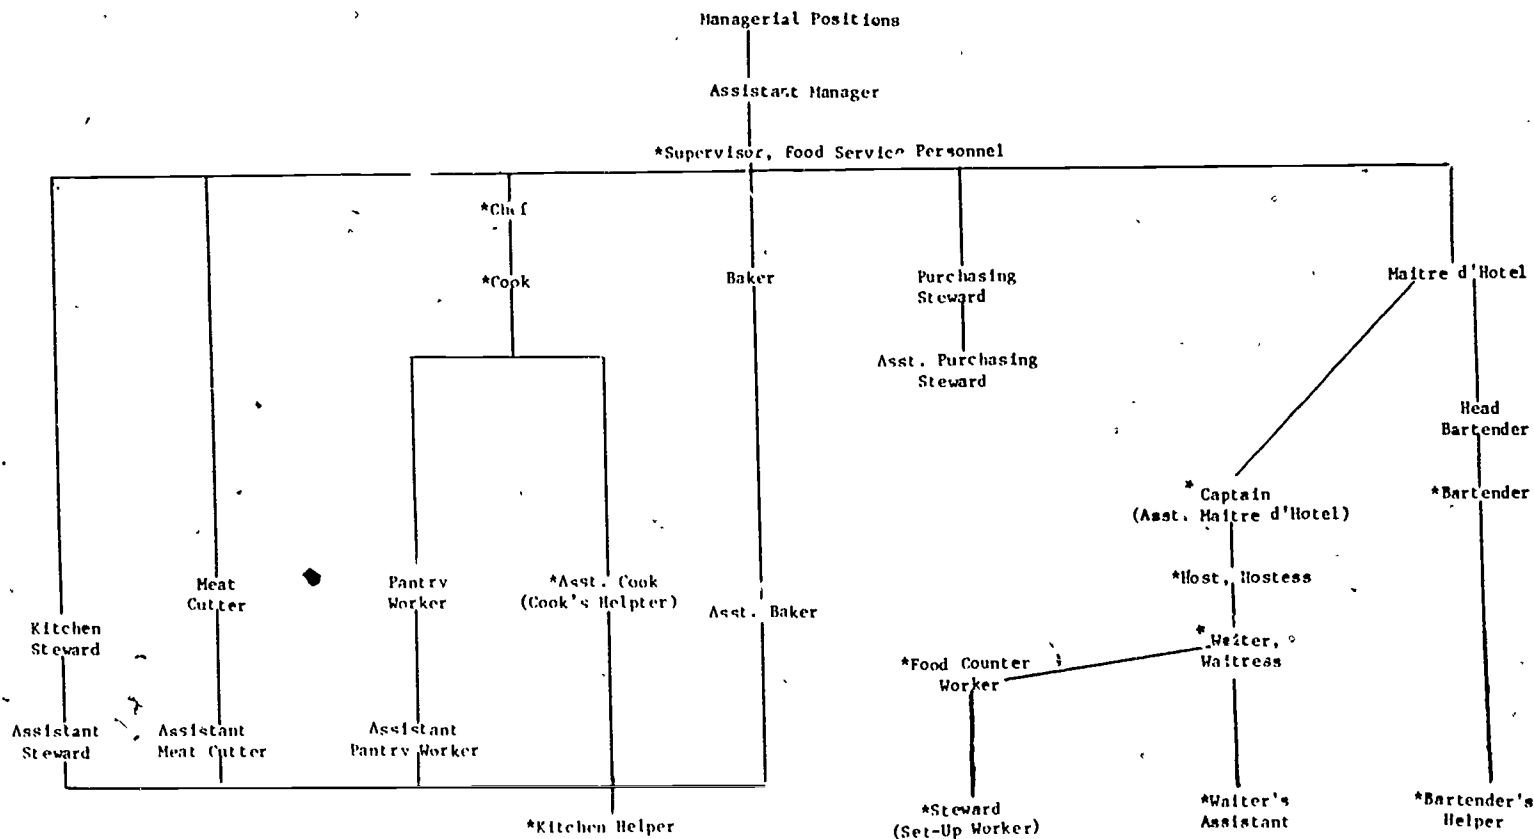 Managerial Positions
Assistant Manager
*Supervisor, Food Service Personnel
*Chef
*Cook
Baker
Purchasing
Steward
Maitre d'Hotel
Asst. Purchasing
Steward
Head
Bartender
*Captain
(Asst. Maitre d'Hotel)
*Bartender
Meat
Cutter
Pantry
Worker
*Asst. Cook
(Cook's Helpter)
Asst. Baker
*Host, Hostess
Kitchen
Steward
*Food Counter
Worker
*Waiter,
Waitress
Assistant
Steward
Assistant
Meat Cutter
Assistant
Pantry Worker
*Kitchen Helper
*Steward
(Set-Up Worker)
*Waiter's
Assistant
*Bartender's
Helper